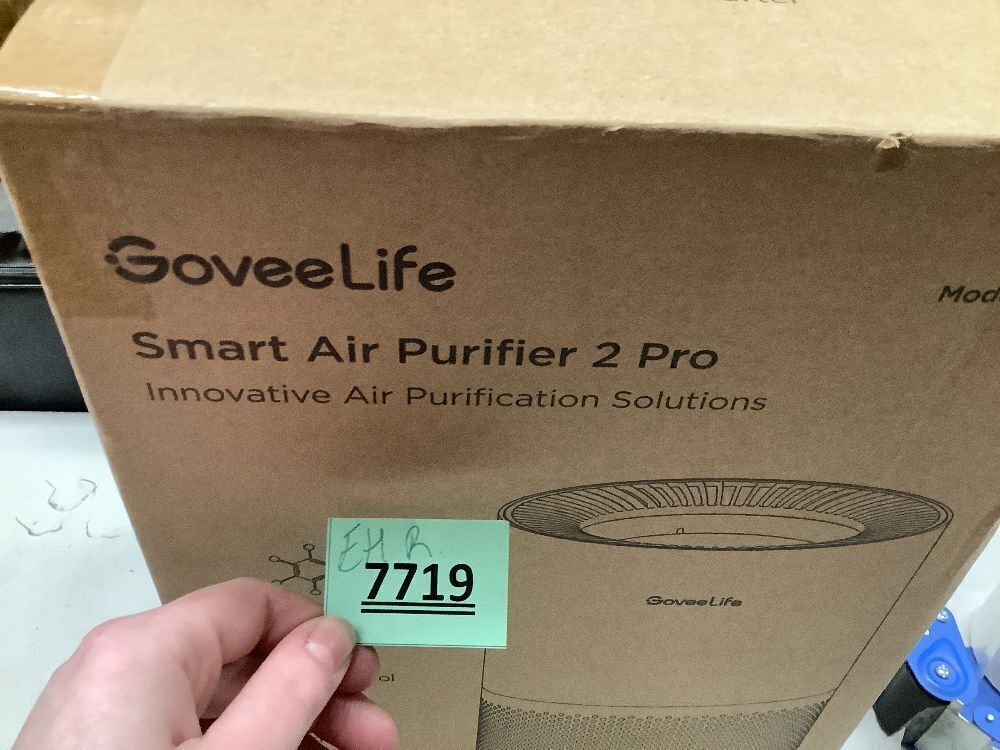 GoveeLife
Smart Air Purifier 2 Pro
Innovative Air Purification Solutions
EHR
7719
GoveeLife